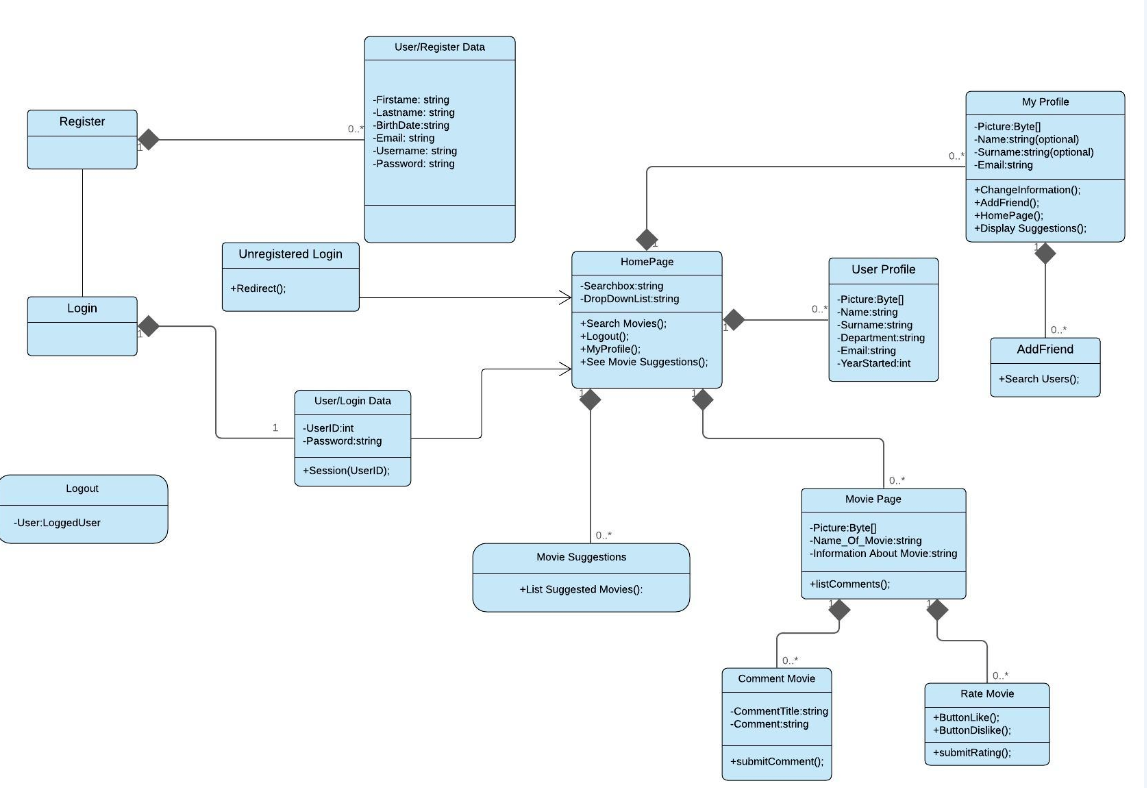 User/Register Data
-Firstame: string
-Lastname: string
-BirthDate:string
-Email: string
-Username: string
-Password: string
Register
1
0..*
My Profile
-Picture:Byte[]
-Name:string(optional)
-Surname:string(optional)
-Email:string
+ChangeInformation();
+AddFriend();
+HomePage();
+Display Suggestions();
0..*
1
1
Unregistered Login
+Redirect();
HomePage
-Searchbox:string
-DropDownList:string
+Search Movies();
+Logout();
+MyProfile();
+See Movie Suggestions();
1
0..*
User Profile
-Picture:Byte[]
-Name:string
-Surname:string
-Department:string
-Email:string
-YearStarted:int
0..*
AddFriend
+Search Users();
Login
1
1
User/Login Data
-UserID:int
-Password:string
+Session(UserID);
1
1
Logout
-User:LoggedUser
0..*
Movie Suggestions
+List Suggested Movies():
0..*
Movie Page
-Picture:Byte[]
-Name_Of_Movie:string
-Information About Movie:string
+listComments();
1
1
0..*
Comment Movie
-CommentTitle:string
-Comment:string
+submitComment();
0..*
Rate Movie
+ButtonLike();
+ButtonDislike();
+submitRating();